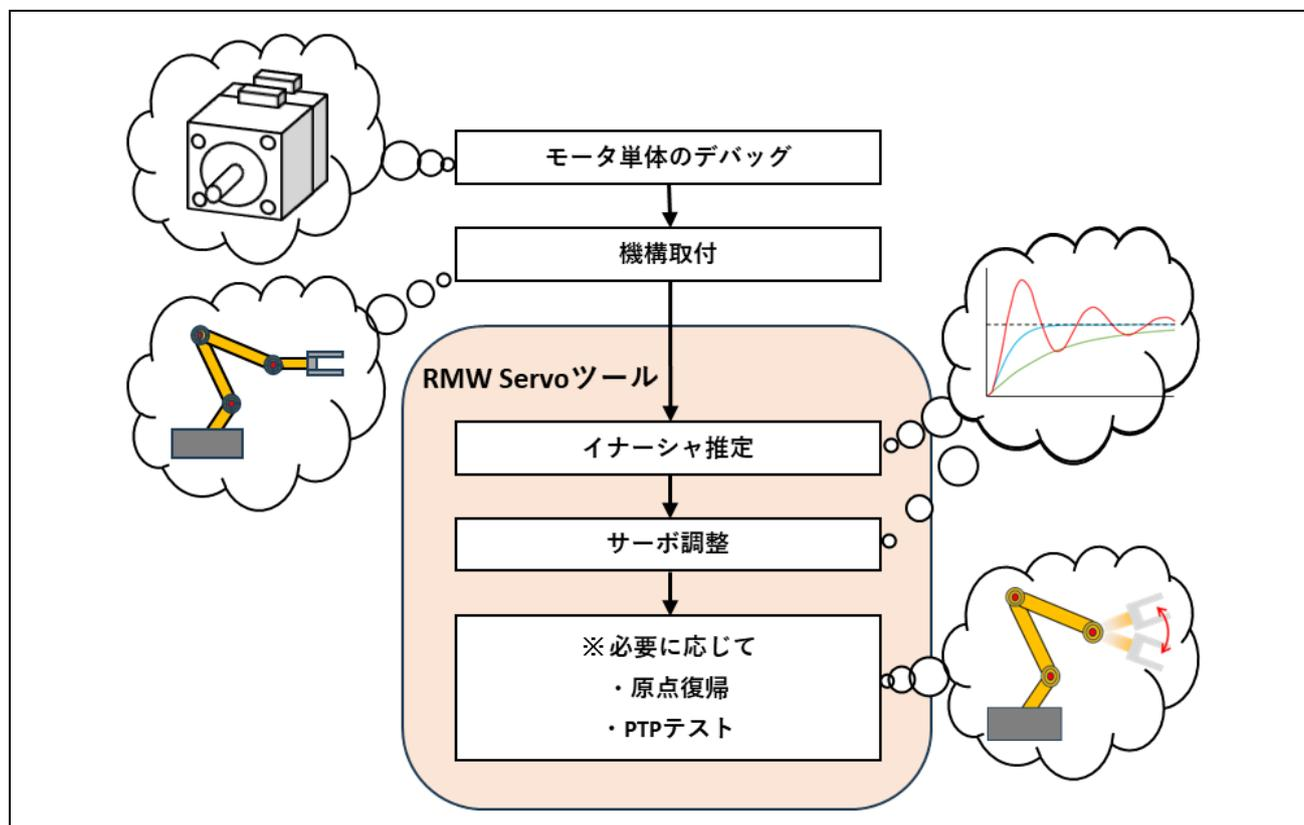 モータ単体のデバッグ
機構取付
RMW Servoツール
イナーシャ推定
サーボ調整
※必要に応じて
・原点復帰
・PTPテスト